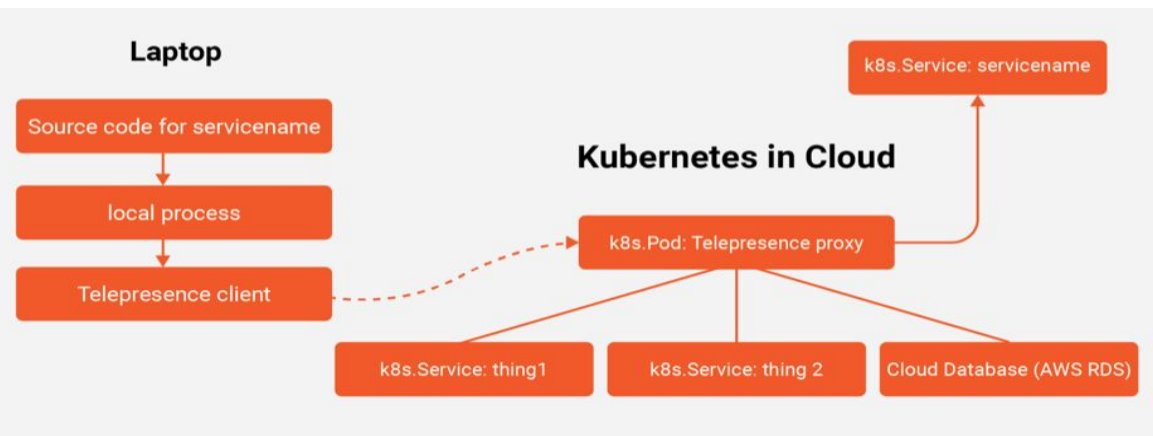 Laptop
Source code for servicename
local process
Telepresence client
k8s.Service: servicename
Kubernetes in Cloud
k8s.Pod: Telepresence proxy
k8s.Service: thing1
k8s.Service: thing 2
Cloud Database (AWS RDS)